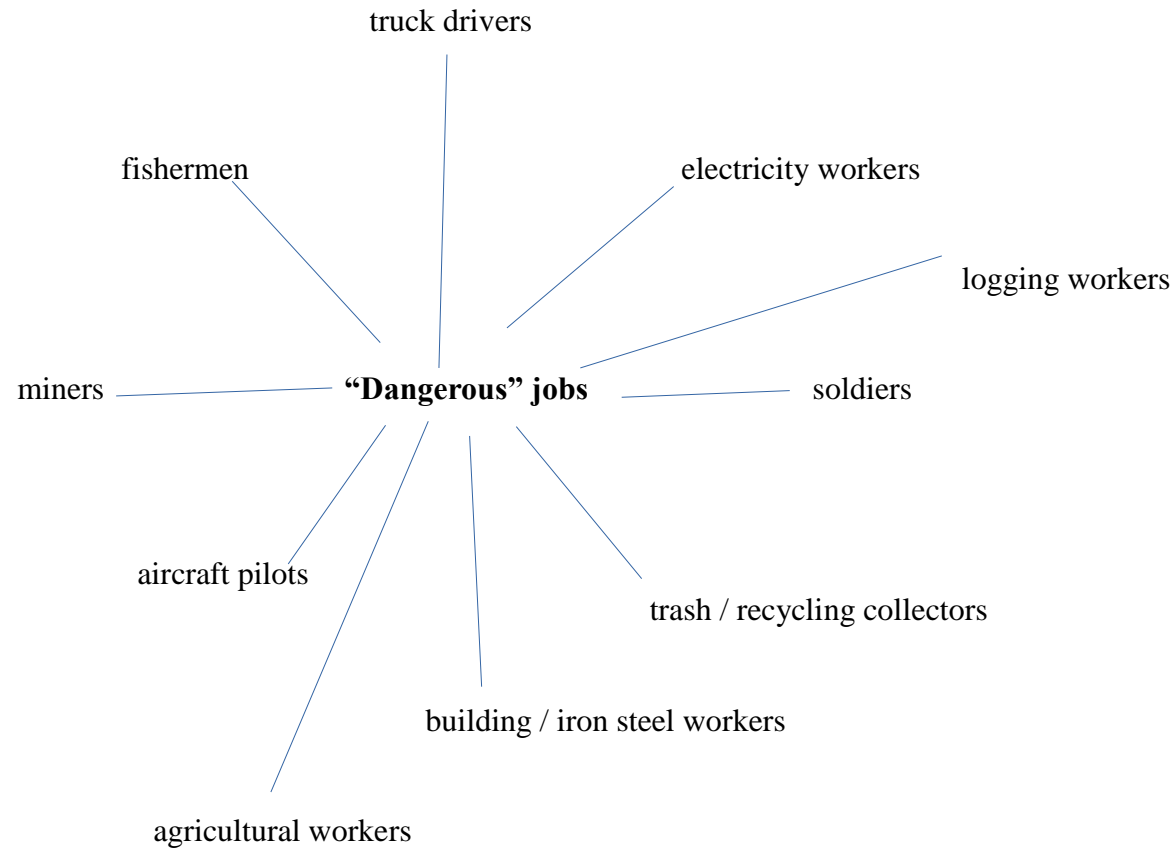 truck drivers
fishermen
electricity workers
logging workers
miners
“Dangerous” jobs
soldiers
aircraft pilots
trash / recycling collectors
building / iron steel workers
agricultural workers